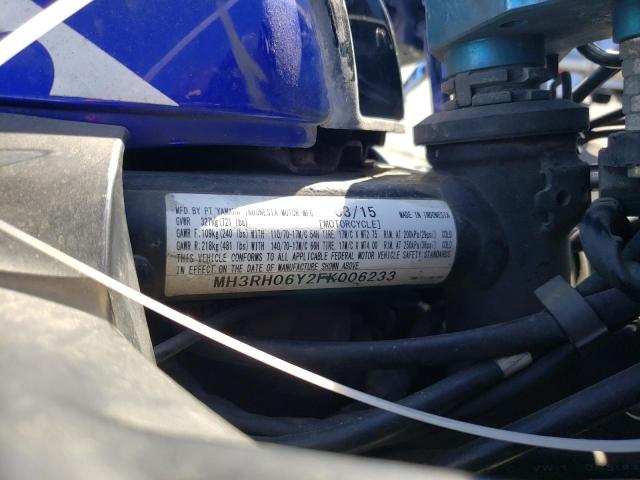 MFD.BY PT.YAMAHA INDONESIA MOTOR MFG. 03/15 MADE IN INDONESIA
GVWR 327kg(721 lbs) [MOTORCYCLE]
GAWR F.109kg(240 lbs) WITH 110/70-17M/C 54H TIRE, 17M/C X MT2.75 RIM, AT 200kPa(29psi) COLD
GAWR R.218kg(481 lbs) WITH 140/70-17M/C 66H TIRE, 17M/C X MT4.00 RIM, AT 250kPa(36psi) COLD
THIS VEHICLE CONFORMS TO ALL APPLICABLE FEDERAL MOTOR VEHICLE SAFETY STANDARDS
IN EFFECT ON THE DATE OF MANUFACTURE SHOWN ABOVE.
MH3RH06Y2FK006233